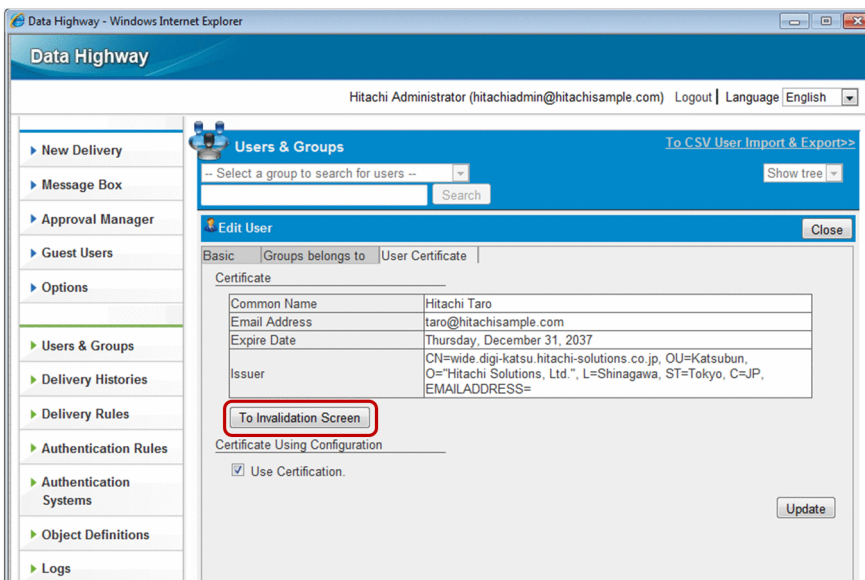 Data Highway - Windows Internet Explorer
Data Highway
Hitachi Administrator (hitachiadmin@hitachisample.com) Logout Language English
New Delivery
Message Box
Approval Manager
Guest Users
Options
Users & Groups
Delivery Histories
Delivery Rules
Authentication Rules
Authentication
Systems
Object Definitions
Logs
Users & Groups
To CSV User Import & Export>>
-- Select a group to search for users --
Show tree
Search
Edit User
Close
Basic Groups belongs to User Certificate
Certificate
Common Name Hitachi Taro
Email Address taro@hitachisample.com
Expire Date Thursday, December 31, 2037
Issuer
CN=wide.digi-katsu.hitachi-solutions.co.jp, OU=Katsubun,
O="Hitachi Solutions, Ltd.", L=Shinagawa, ST=Tokyo, C=JP,
EMAILADDRESS=
To Invalidation Screen
Certificate Using Configuration
Use Certification.
Update